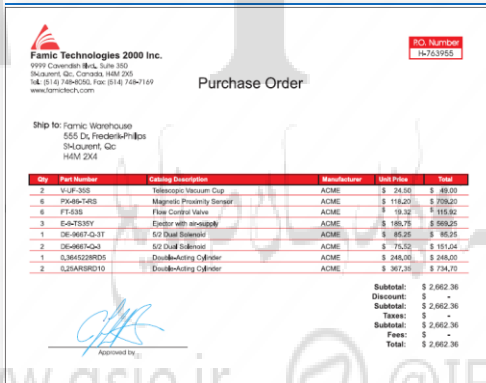 Famic Technologies 2000 Inc.
9999 Cavendish Blvd., Suite 350
St-Laurent, Qc, Canada, H4M 2X5
Tel.: (514) 748-8050, Fax: (514) 748-7169
www.famictech.com
P.O. Number
H-763955
Purchase Order
Ship to: Famic Warehouse
555 Dr. Frederik-Philips
St-Laurent, Qc
H4M 2X4
Qty Part Number Catalog Description Manufacturer Unit Price Total
2 V-UF-35S Telescopic Vacuum Cup ACME $ 24,50 $ 49,00
6 PX-86-T-RS Magnetic Proximity Sensor ACME $ 118,20 $ 709,20
6 FT-53S Flow Control Valve ACME $ 19,32 $ 115,92
3 E-9-TS35Y Ejector with air-supply ACME $ 189,75 $ 569,25
1 DE-9667-Q-3T 5/2 Dual Solenoid ACME $ 85,25 $ 85,25
2 DE-9667-Q-3 5/2 Dual Solenoid ACME $ 75,52 $ 151,04
1 0,3645228RD5 Double-Acting Cylinder ACME $ 248,00 $ 248,00
2 0,25ARSRD10 Double-Acting Cylinder ACME $ 367,35 $ 734,70
Subtotal: $ 2,662.36
Discount: $ -
Subtotal: $ 2,662.36
Taxes: $ -
Subtotal: $ 2,662.36
Fees: $ -
Total: $ 2,662.36
Approved by